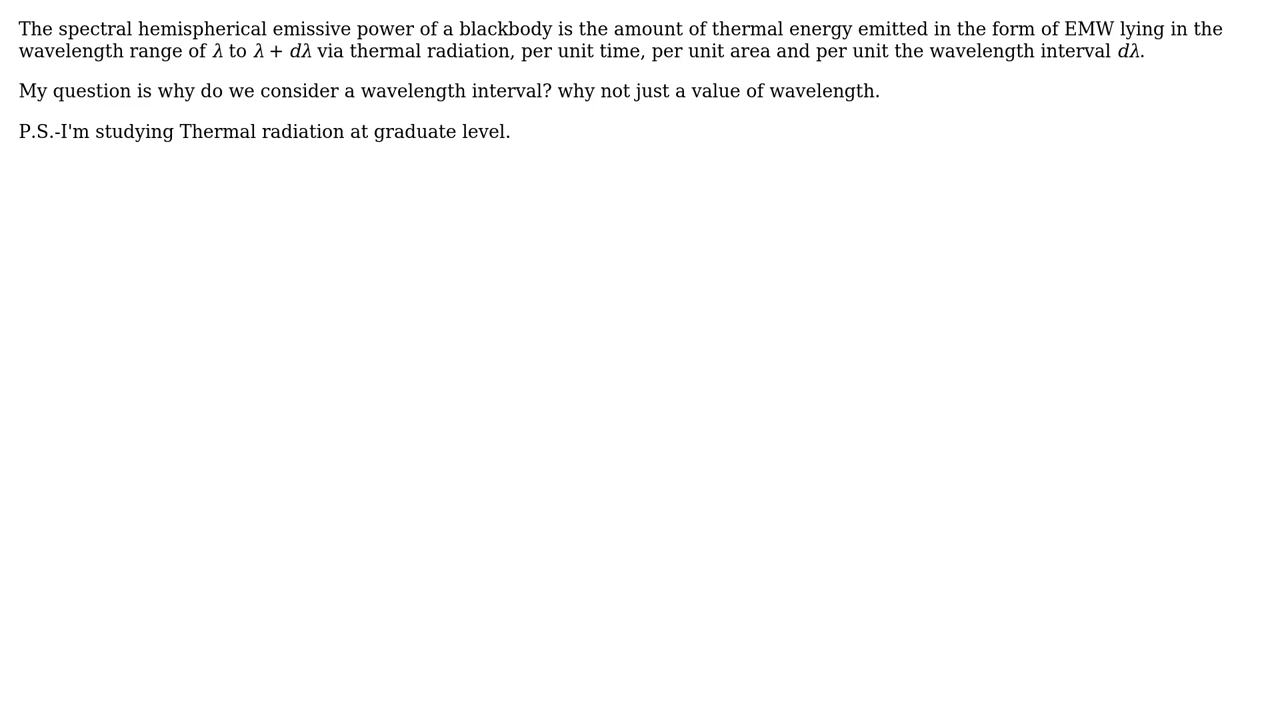 The spectral hemispherical emissive power of a blackbody is the amount of thermal energy emitted in the form of EMW lying in the
wavelength range of λ to λ + dλ via thermal radiation, per unit time, per unit area and per unit the wavelength interval dλ.
My question is why do we consider a wavelength interval? why not just a value of wavelength.
P.S.-I'm studying Thermal radiation at graduate level.